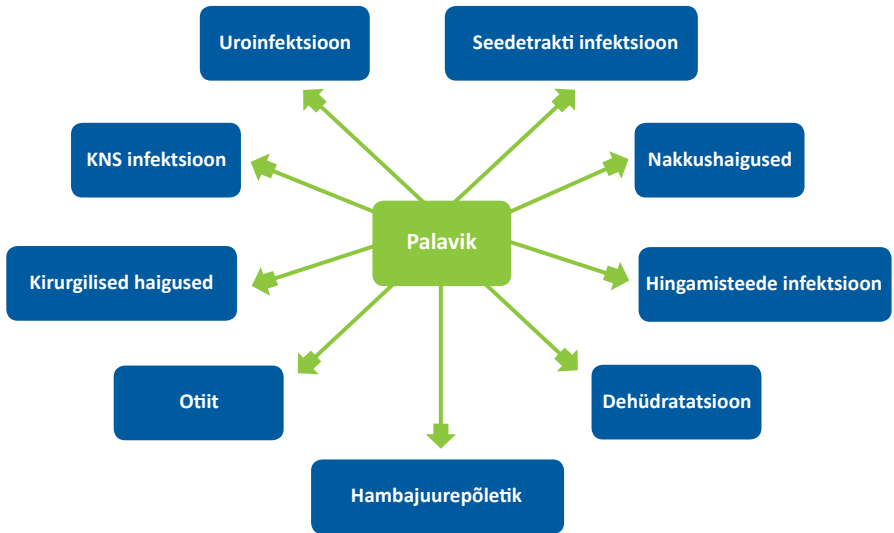 Uroinfektsioon
Seedetrakti infektsioon
KNS infektsioon
Nakkushaigused
Palavik
Kirurgilised haigused
Hingamisteede infektsioon
Otiit
Dehüdratatsioon
Hambajuurepõletik